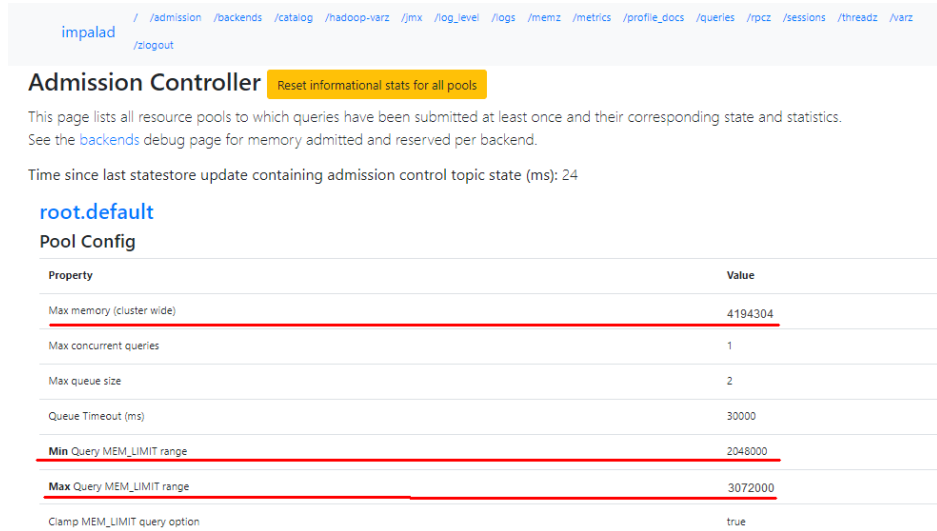 impalad
/ /admission /backends /catalog /hadoop-varz /jmx /log_level /logs /memz /metrics /profile_docs /queries /rpcz /sessions /threadz /varz
/zlogout
Admission Controller Reset informational stats for all pools
This page lists all resource pools to which queries have been submitted at least once and their corresponding state and statistics.
See the backends debug page for memory admitted and reserved per backend.
Time since last statestore update containing admission control topic state (ms): 24
root.default
Pool Config
Property Value
Max memory (cluster wide) 4194304
Max concurrent queries 1
Max queue size 2
Queue Timeout (ms) 30000
Min Query MEM_LIMIT range 2048000
Max Query MEM_LIMIT range 3072000
Clamp MEM_LIMIT query option true